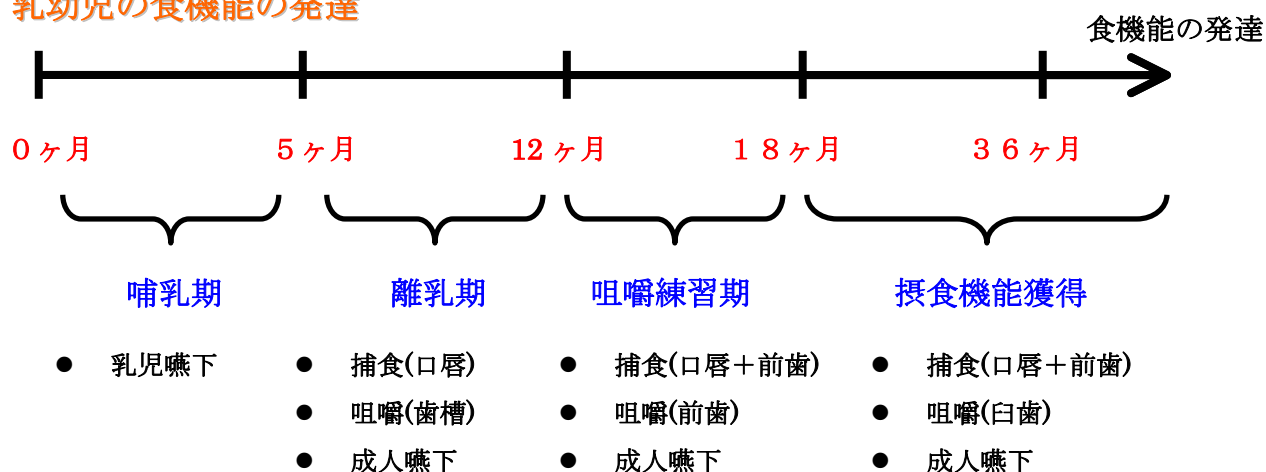 乳幼児の食機能の発達
食機能の発達
０ヶ月 ５ヶ月 12ヶ月 １８ヶ月 ３６ヶ月
哺乳期 離乳期 咀嚼練習期 摂食機能獲得
● 乳児嚥下 ● 捕食(口唇) ● 捕食(口唇＋前歯) ● 捕食(口唇＋前歯)
● 咀嚼(歯槽) ● 咀嚼(前歯) ● 咀嚼(臼歯)
● 成人嚥下 ● 成人嚥下 ● 成人嚥下